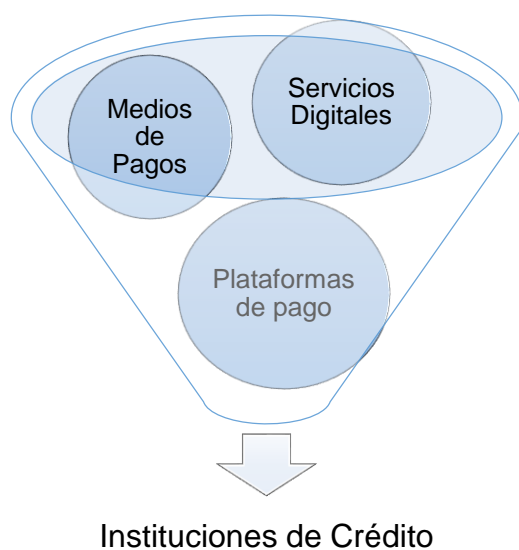 Medios
de
Pagos
Servicios
Digitales
Plataformas
de pago
Instituciones de Crédito